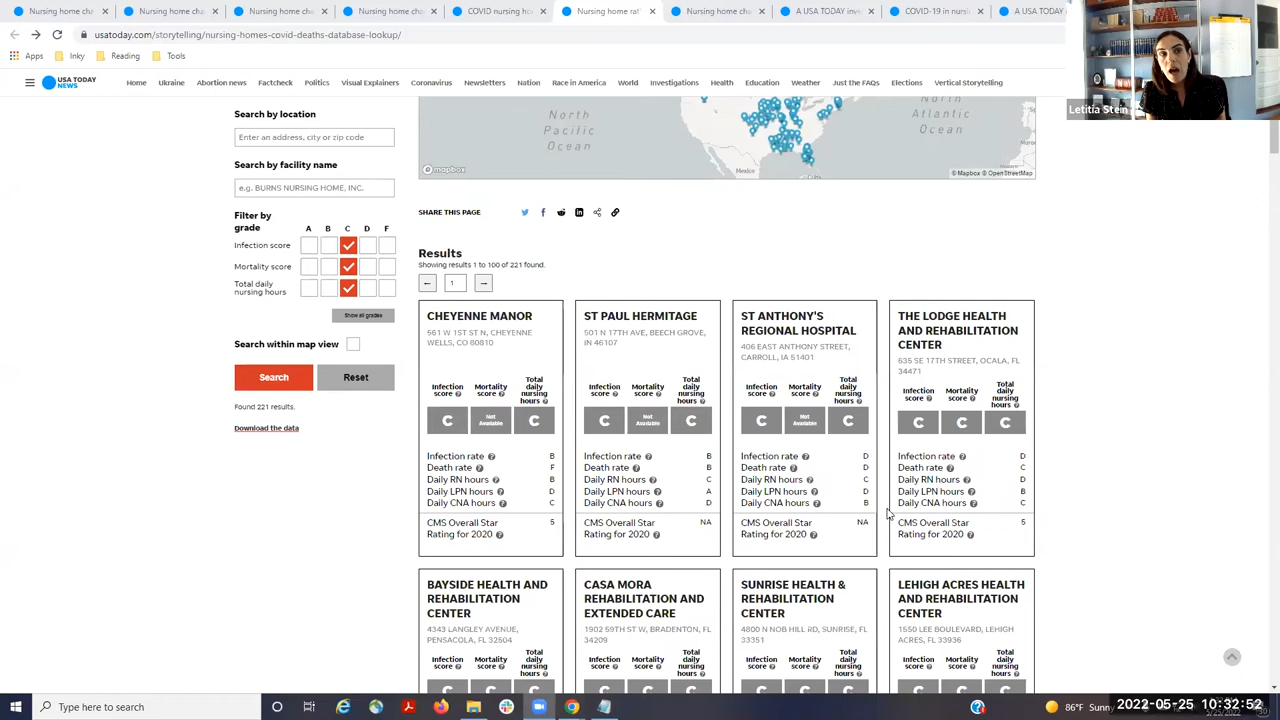 Nursing home cha
Nursing home cha
Nursing home cha
Nursing home cha
COVID nursing ho
Nursing home rat
Nursing home cha
A USA TODAY inve
COVID-19 in nursi
A USA TODAY
usatoday.com/storytelling/nursing-homes-covid-deaths-database-lookup/
Apps Inky Reading Tools
USA TODAY
NEWS
Home Ukraine Abortion news Factcheck Politics Visual Explainers Coronavirus Newsletters Nation Race in America World Investigations Health Education Weather Just the FAQs Elections Vertical Storytelling
Letitia Stein
Search by location
Enter an address, city or zip code
Search by facility name
e.g. BURNS NURSING HOME, INC.
Filter by
grade
A B C D F
Infection score
Mortality score
Total daily
nursing hours
Show all grades
Search within map view
Search Reset
Found 221 results.
Download the data
North
Pacific
Ocean
North
Atlantic
Ocean
Mexico
mapbox
© Mapbox © OpenStreetMap
SHARE THIS PAGE
Results
Showing results 1 to 100 of 221 found.
← 1 →
CHEYENNE MANOR
561 W 1ST ST N, CHEYENNE
WELLS, CO 80810
Infection
score
Mortality
score
Total
daily
nursing
hours
C Not
Available C
Infection rate B
Death rate F
Daily RN hours B
Daily LPN hours D
Daily CNA hours C
CMS Overall Star 5
Rating for 2020
ST PAUL HERMITAGE
501 N 17TH AVE, BEECH GROVE,
IN 46107
Infection
score
Mortality
score
Total
daily
nursing
hours
C Not
Available C
Infection rate B
Death rate B
Daily RN hours C
Daily LPN hours A
Daily CNA hours D
CMS Overall Star NA
Rating for 2020
ST ANTHONY'S
REGIONAL HOSPITAL
406 EAST ANTHONY STREET,
CARROLL, IA 51401
Infection
score
Mortality
score
Total
daily
nursing
hours
C Not
Available C
Infection rate D
Death rate D
Daily RN hours C
Daily LPN hours D
Daily CNA hours B
CMS Overall Star NA
Rating for 2020
THE LODGE HEALTH
AND REHABILITATION
CENTER
635 SE 17TH STREET, OCALA, FL
34471
Infection
score
Mortality
score
Total
daily
nursing
hours
C C C
Infection rate D
Death rate C
Daily RN hours D
Daily LPN hours B
Daily CNA hours C
CMS Overall Star 5
Rating for 2020
BAYSIDE HEALTH AND
REHABILITATION
CENTER
4343 LANGLEY AVENUE,
PENSACOLA, FL 32504
Infection
score
Mortality
score
Total
daily
nursing
hours
CASA MORA
REHABILITATION AND
EXTENDED CARE
1902 59TH ST W, BRADENTON, FL
34209
Infection
score
Mortality
score
Total
daily
nursing
hours
SUNRISE HEALTH &
REHABILITATION
CENTER
4800 N NOB HILL RD, SUNRISE, FL
33351
Infection
score
Mortality
score
Total
daily
nursing
hours
LEHIGH ACRES HEALTH
AND REHABILITATION
CENTER
1550 LEE BOULEVARD, LEHIGH
ACRES, FL 33936
Infection
score
Mortality
score
Total
daily
nursing
hours
Type here to search
86°F Sunny
2022-05-25 10:32:52